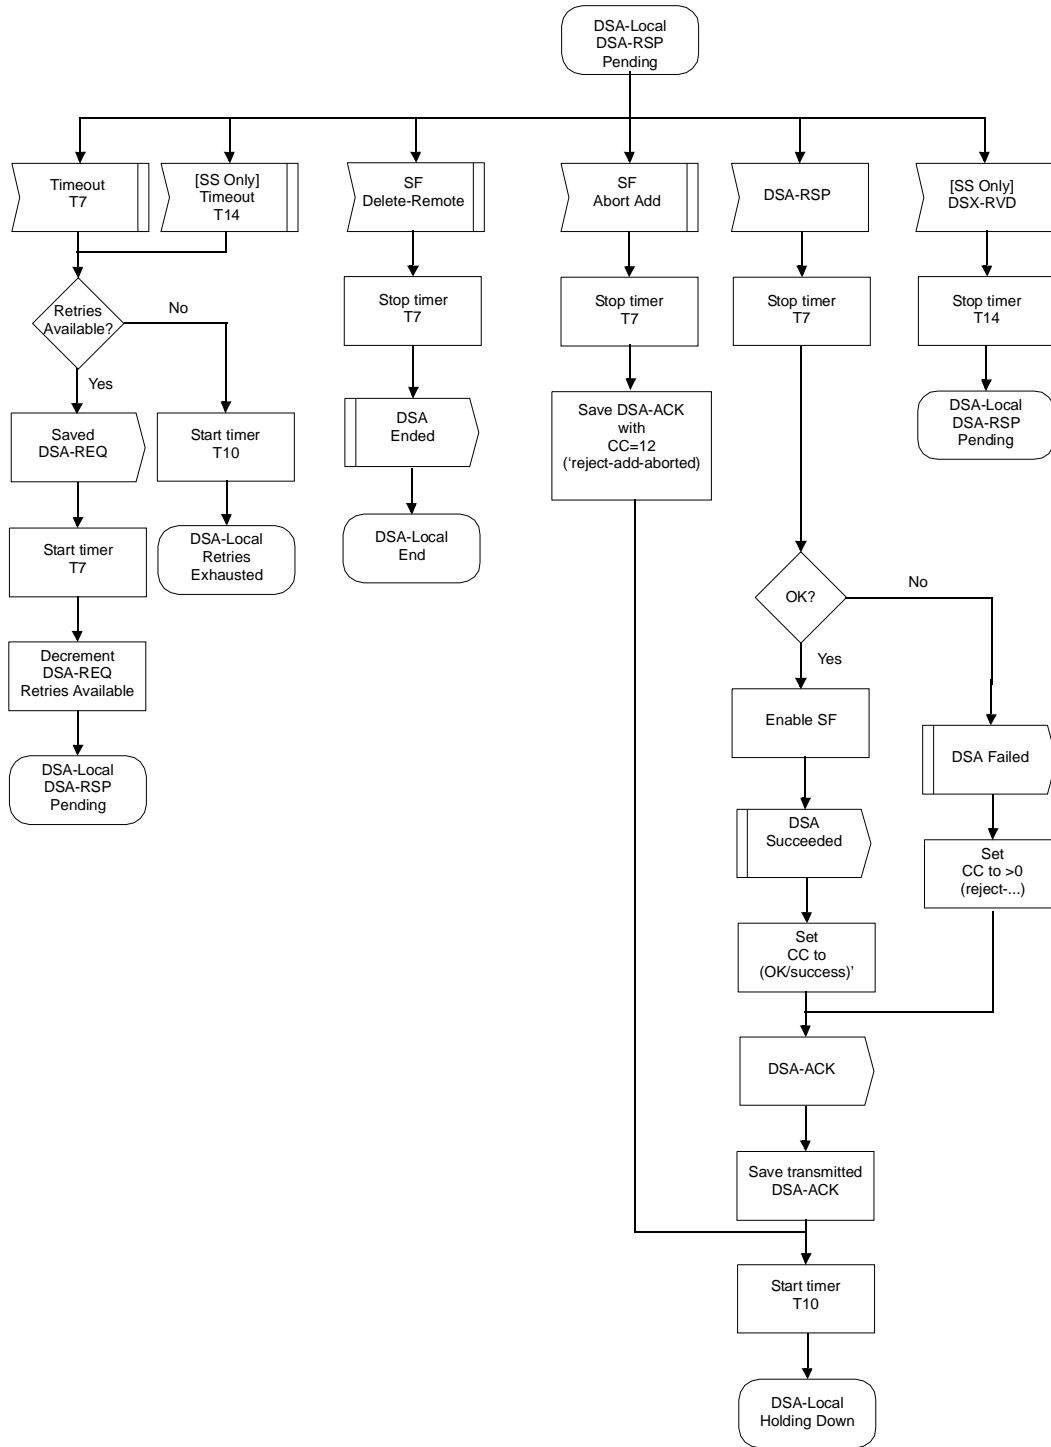 DSA-Local
DSA-RSP
Pending
Timeout
T7
[SS Only]
Timeout
T14
SF
Delete-Remote
SF
Abort Add
DSA-RSP
[SS Only]
DSX-RVD
Retries
Available?
No
Yes
Stop timer
T7
Stop timer
T7
Stop timer
T7
Stop timer
T14
Saved
DSA-REQ
Start timer
T10
DSA
Ended
Save DSA-ACK
with
CC=12
(‘reject-add-aborted)
DSA-Local
DSA-RSP
Pending
Start timer
T7
DSA-Local
Retries
Exhausted
DSA-Local
End
OK?
No
Yes
Decrement
DSA-REQ
Retries Available
Enable SF
DSA Failed
DSA-Local
DSA-RSP
Pending
DSA
Succeeded
Set
CC to >0
(reject-...)
Set
CC to
(OK/success)’
DSA-ACK
Save transmitted
DSA-ACK
Start timer
T10
DSA-Local
Holding Down